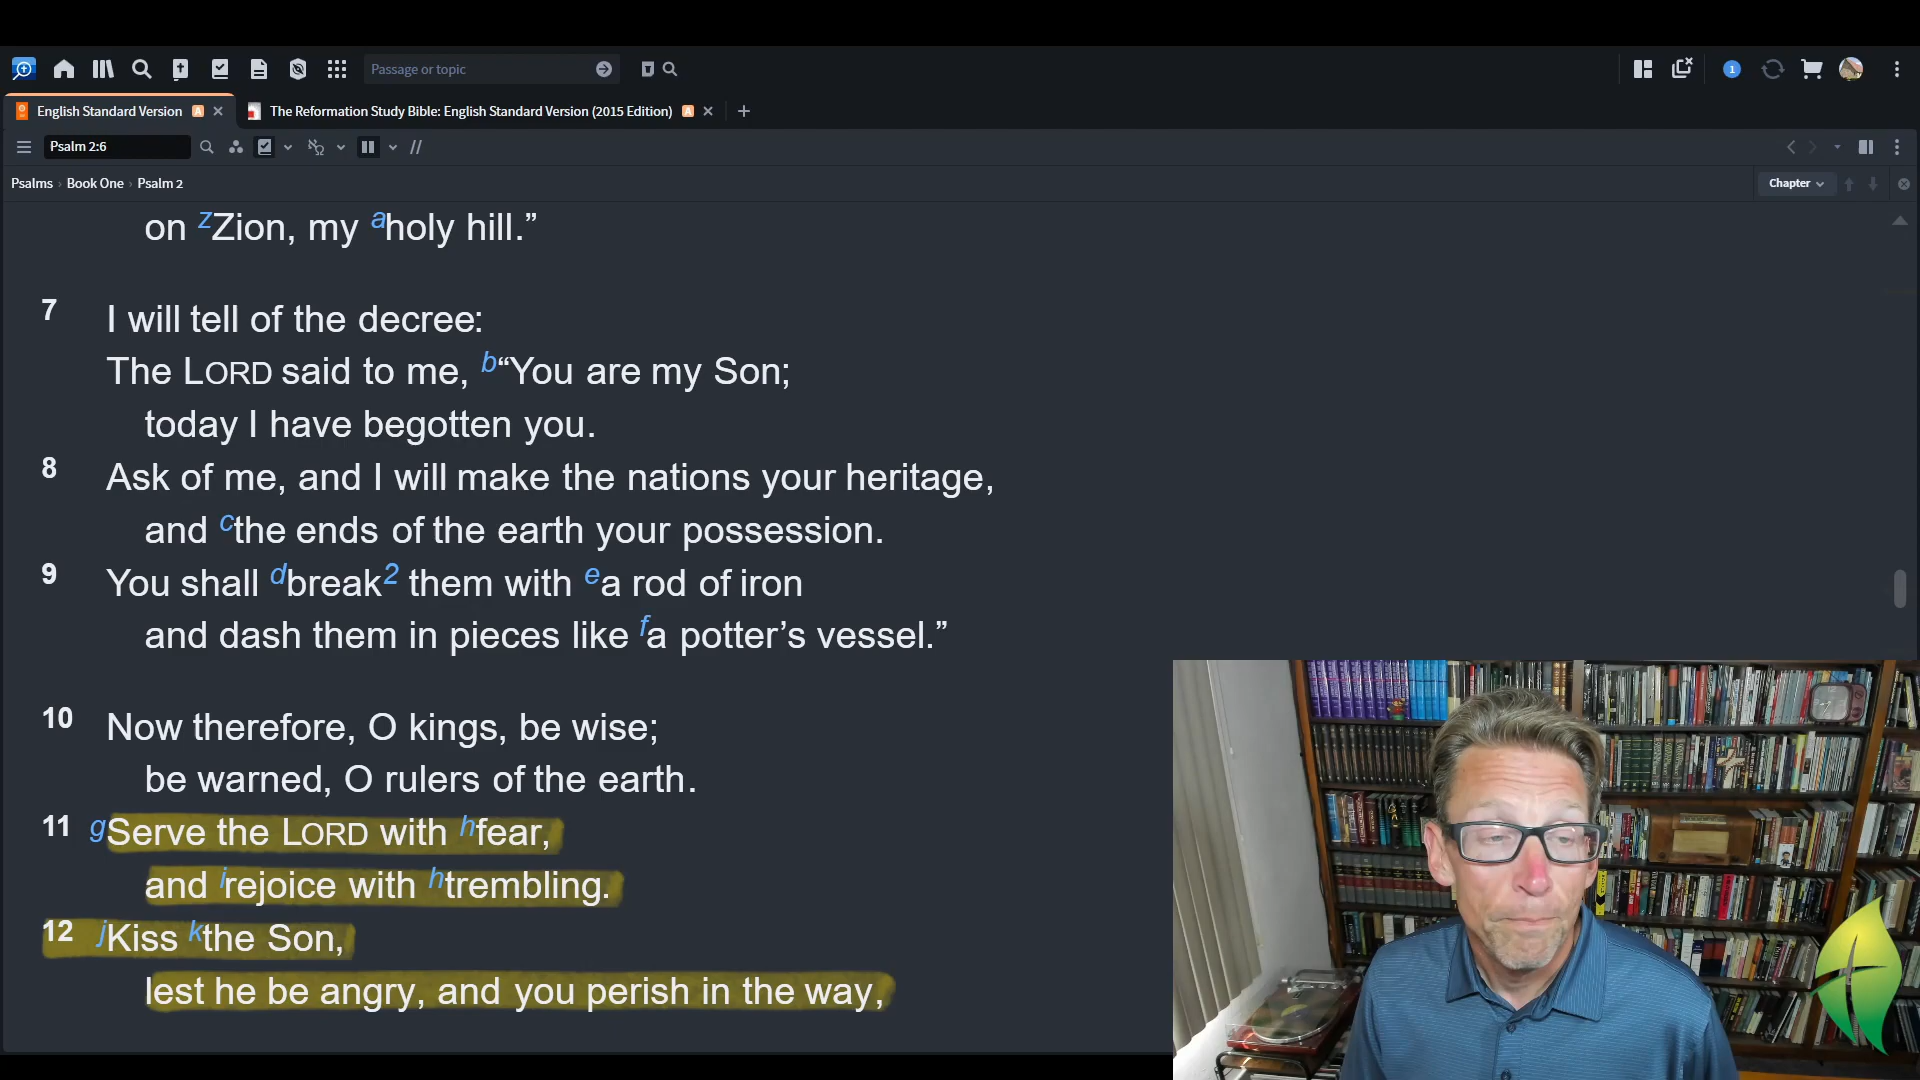 Passage or topic
1
English Standard Version A
The Reformation Study Bible: English Standard Version (2015 Edition) A
Psalm 2:6
Psalms › Book One › Psalm 2
Chapter
on zZion, my aholy hill.”
7 I will tell of the decree:
The LORD said to me, b“You are my Son;
today I have begotten you.
8 Ask of me, and I will make the nations your heritage,
and cthe ends of the earth your possession.
9 You shall dbreak2 them with ea rod of iron
and dash them in pieces like fa potter’s vessel.”
10 Now therefore, O kings, be wise;
be warned, O rulers of the earth.
11 gServe the LORD with hfear,
and irejoice with htrembling.
12 jKiss kthe Son,
lest he be angry, and you perish in the way,